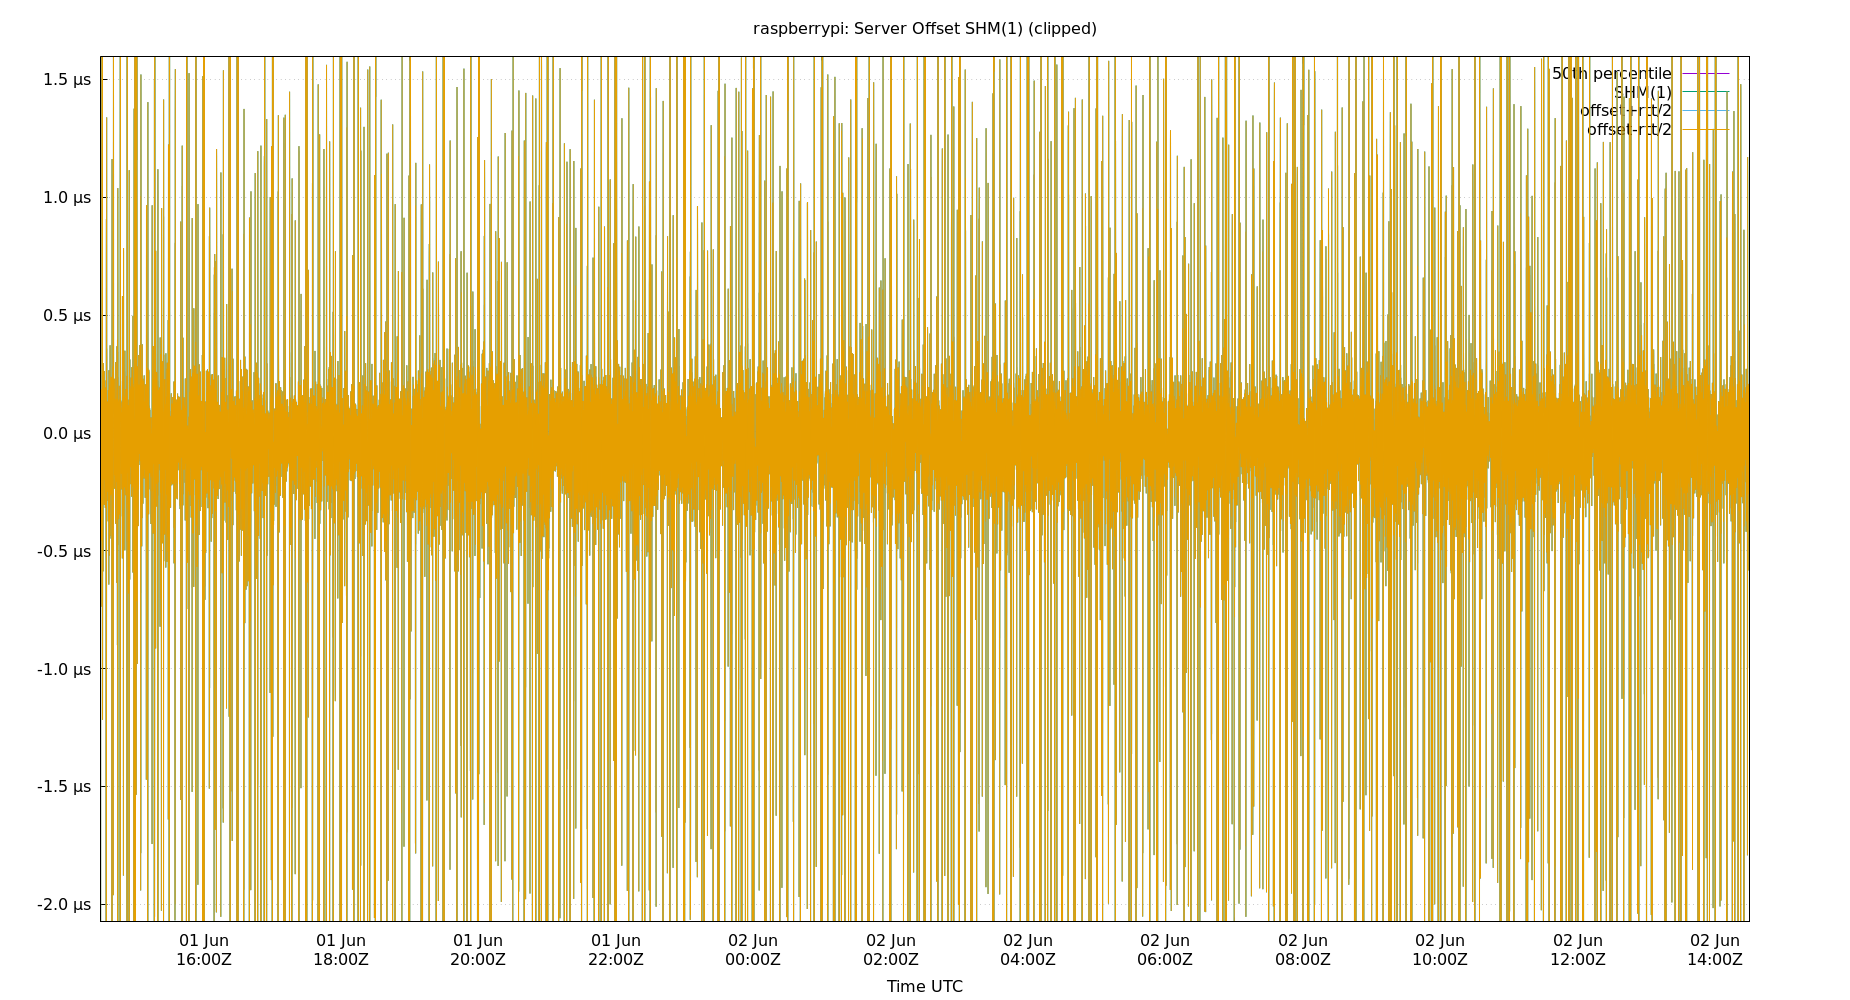 raspberrypi: Server Offset SHM(1) (clipped)
1.5 µs
1.0 µs
0.5 µs
0.0 µs
-0.5 µs
-1.0 µs
-1.5 µs
-2.0 µs
50th percentile
SHM(1)
offset+rtt/2
offset-rtt/2
01 Jun 01 Jun 01 Jun 01 Jun 02 Jun 02 Jun 02 Jun 02 Jun 02 Jun 02 Jun 02 Jun 02 Jun
16:00Z 18:00Z 20:00Z 22:00Z 00:00Z 02:00Z 04:00Z 06:00Z 08:00Z 10:00Z 12:00Z 14:00Z
Time UTC